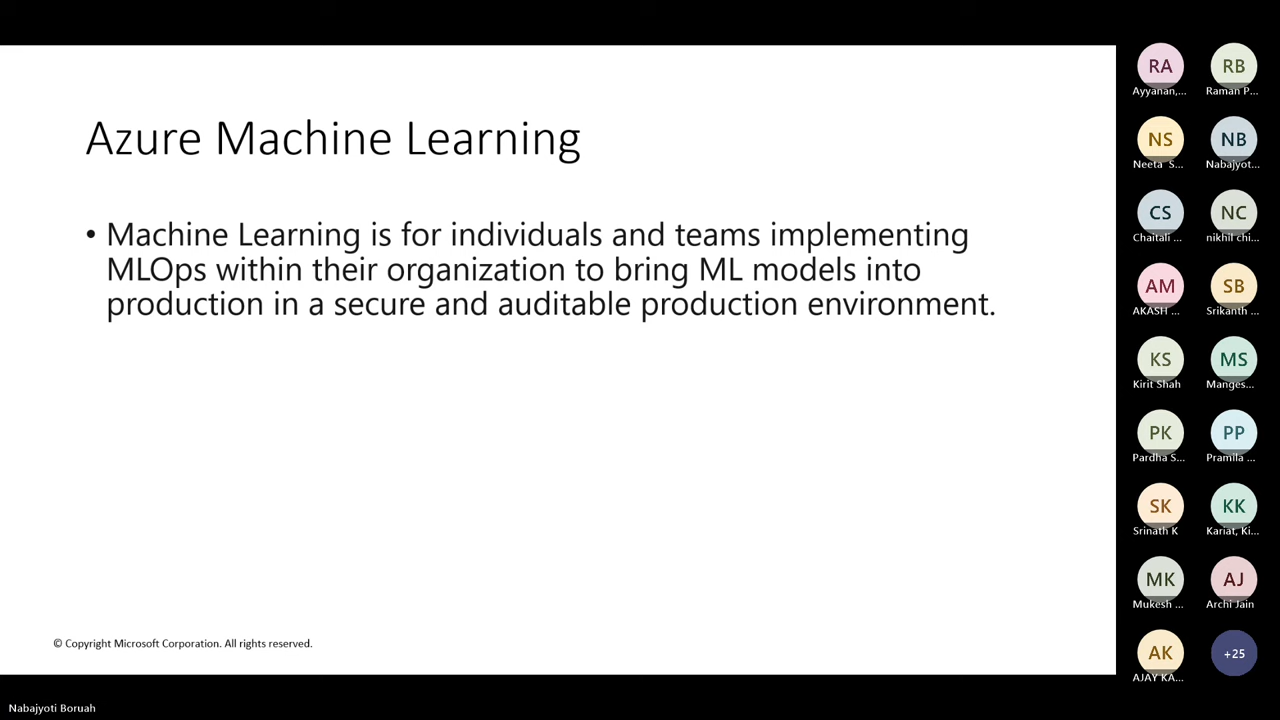 Azure Machine Learning
• Machine Learning is for individuals and teams implementing
MLOps within their organization to bring ML models into
production in a secure and auditable production environment.
© Copyright Microsoft Corporation. All rights reserved.
RA
RB
Ayyanan,...
Raman P...
NS
NB
Neeta S...
Nabajyot...
CS
NC
Chaitali ...
nikhil chi...
AM
SB
AKASH ...
Srikanth ...
KS
MS
Kirit Shah
Manges...
PK
PP
Pardha S...
Pramila ...
SK
KK
Srinath K
Kariat, Ki...
MK
AJ
Mukesh ...
Archi Jain
AK
+25
AJAY KA...
Nabajyoti Boruah